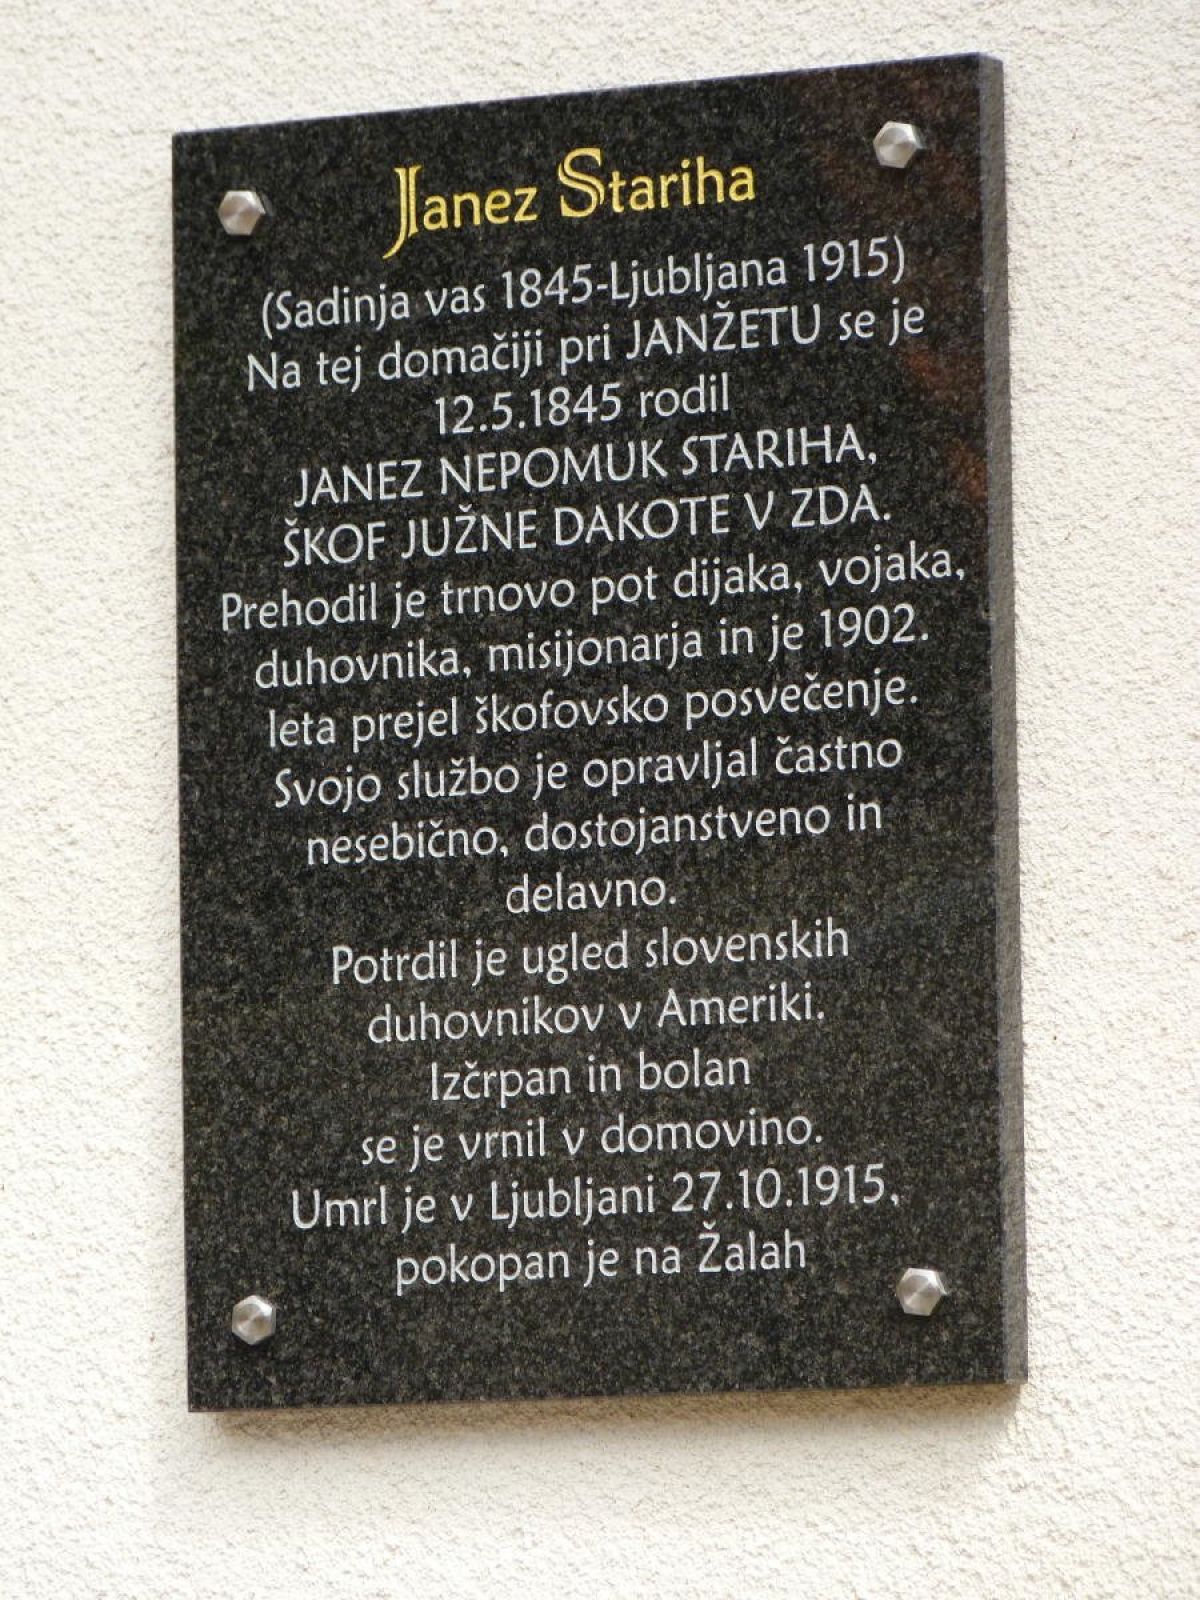 Janez Stariha
(Sadinja vas 1845-Ljubljana 1915)
Na tej domačiji pri JANŽETU se je
12.5.1845 rodil
JANEZ NEPOMUK STARIHA,
ŠKOF JUŽNE DAKOTE V ZDA.
Prehodil je trnovo pot dijaka, vojaka,
duhovnika, misijonarja in je 1902.
leta prejel škofovsko posvečenje.
Svojo službo je opravljal častno
nesebično, dostojanstveno in
delavno.
Potrdil je ugled slovenskih
duhovnikov v Ameriki.
Izčrpan in bolan
se je vrnil v domovino.
Umrl je v Ljubljani 27.10.1915,
pokopan je na Žalah